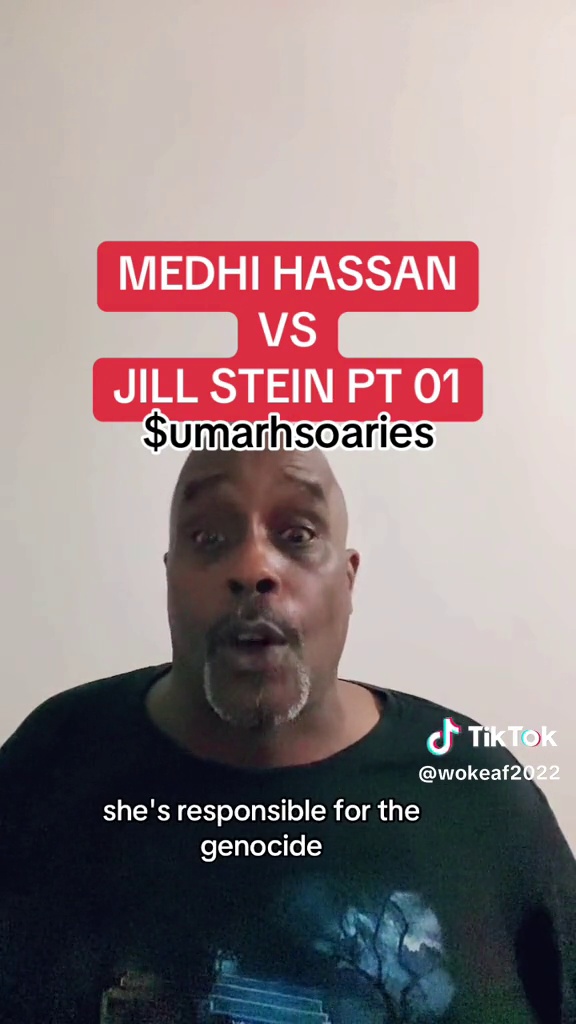 MEDHI HASSAN
VS
JILL STEIN PT 01
$umarhsoaries
TikTok
@wokeaf2022
she's responsible for the
genocide